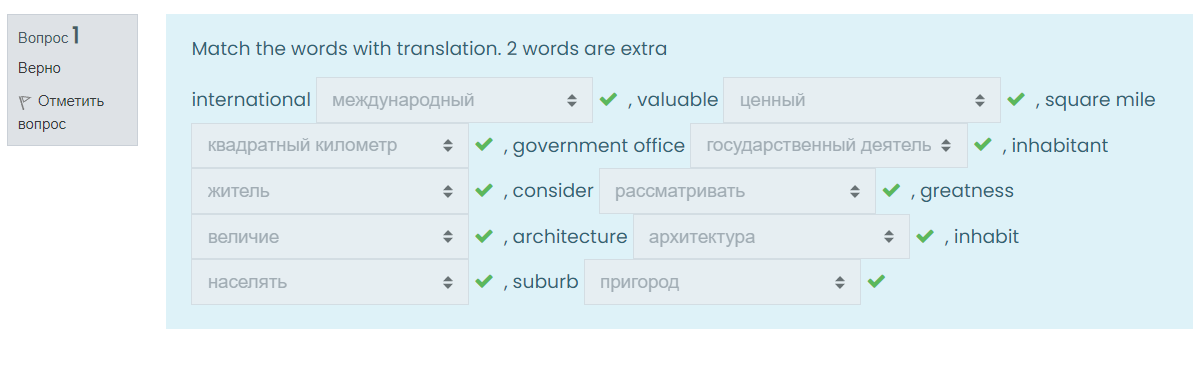 Вопрос 1
Верно
Отметить
вопрос
Match the words with translation. 2 words are extra
international международный , valuable ценный , square mile
квадратный километр , government office государственный деятель , inhabitant
житель , consider рассматривать , greatness
величие , architecture архитектура , inhabit
населять , suburb пригород